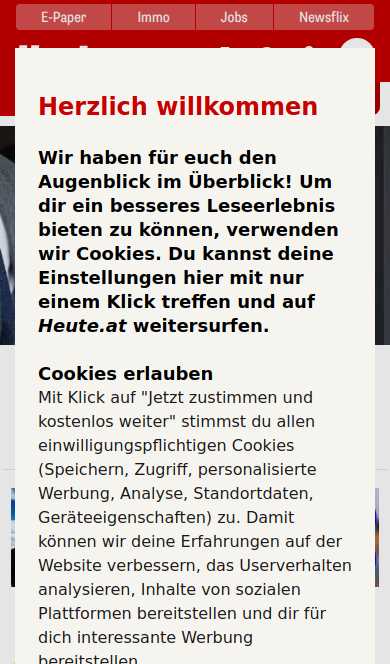 E-Paper
Immo
Jobs
Newsflix
Herzlich willkommen
Wir haben für euch den
Augenblick im Überblick! Um
dir ein besseres Leseerlebnis
bieten zu können, verwenden
wir Cookies. Du kannst deine
Einstellungen hier mit nur
einem Klick treffen und auf
Heute.at weitersurfen.
Cookies erlauben
Mit Klick auf "Jetzt zustimmen und
kostenlos weiter" stimmst du allen
einwilligungspflichtigen Cookies
(Speichern, Zugriff, personalisierte
Werbung, Analyse, Standortdaten,
Geräteeigenschaften) zu. Damit
können wir deine Erfahrungen auf der
Website verbessern, das Userverhalten
analysieren, Inhalte von sozialen
Plattformen bereitstellen und dir für
dich interessante Werbung
bereitstellen